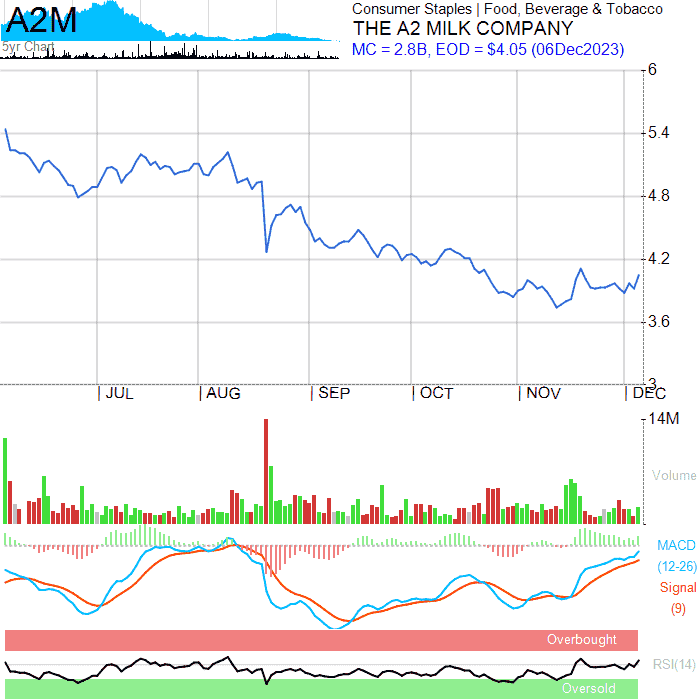 A2M
5yr Chart
Consumer Staples | Food, Beverage & Tobacco
THE A2 MILK COMPANY
MC = 2.8B, EOD = $4.05 (06Dec2023)
6
5.4
4.8
4.2
3.6
3
| JUL
| AUG
| SEP
| OCT
| NOV
| DEC
14M
Volume
MACD
(12-26)
Signal
(9)
Overbought
RSI(14)
Oversold